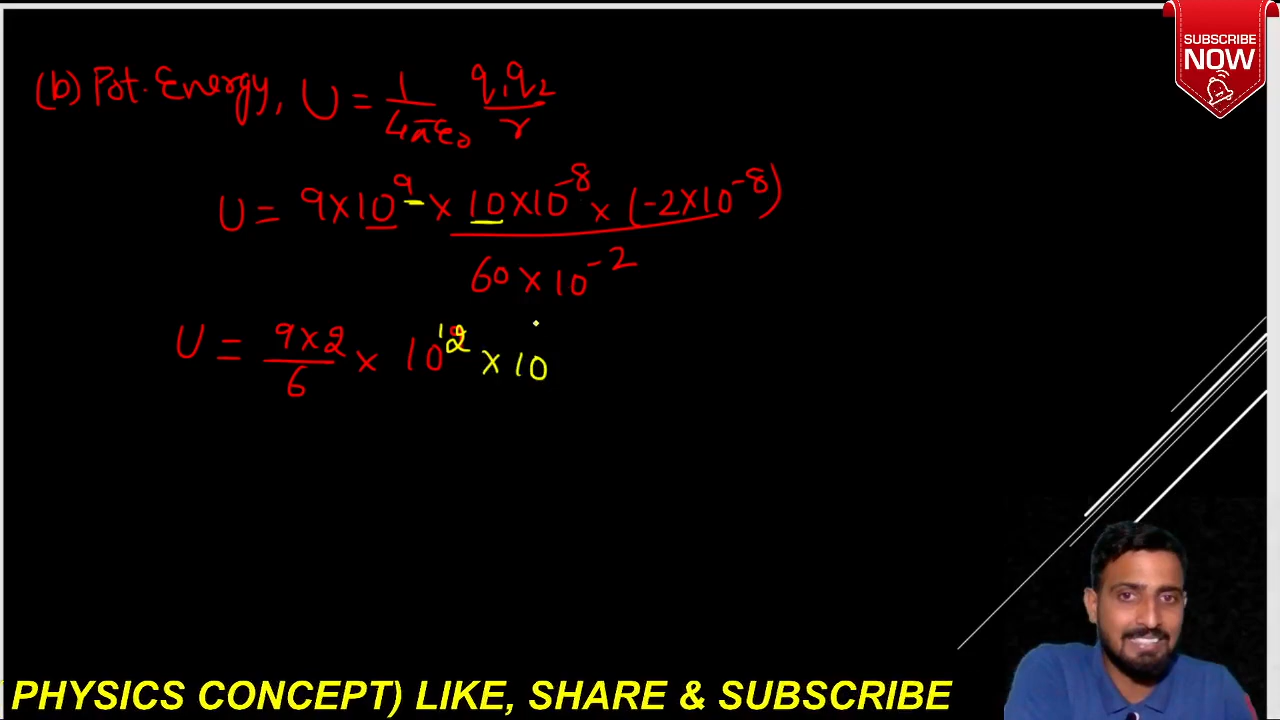 SUBSCRIBE
NOW
(b) Pot. Energy, U = 1/4πε₀ q₁q₂/r
U = 9×10⁹ × 10×10⁻⁸ × (-2×10⁻⁸)
60×10⁻²
U = 9×2/6 × 10¹² × 10
PHYSICS CONCEPT) LIKE, SHARE & SUBSCRIBE